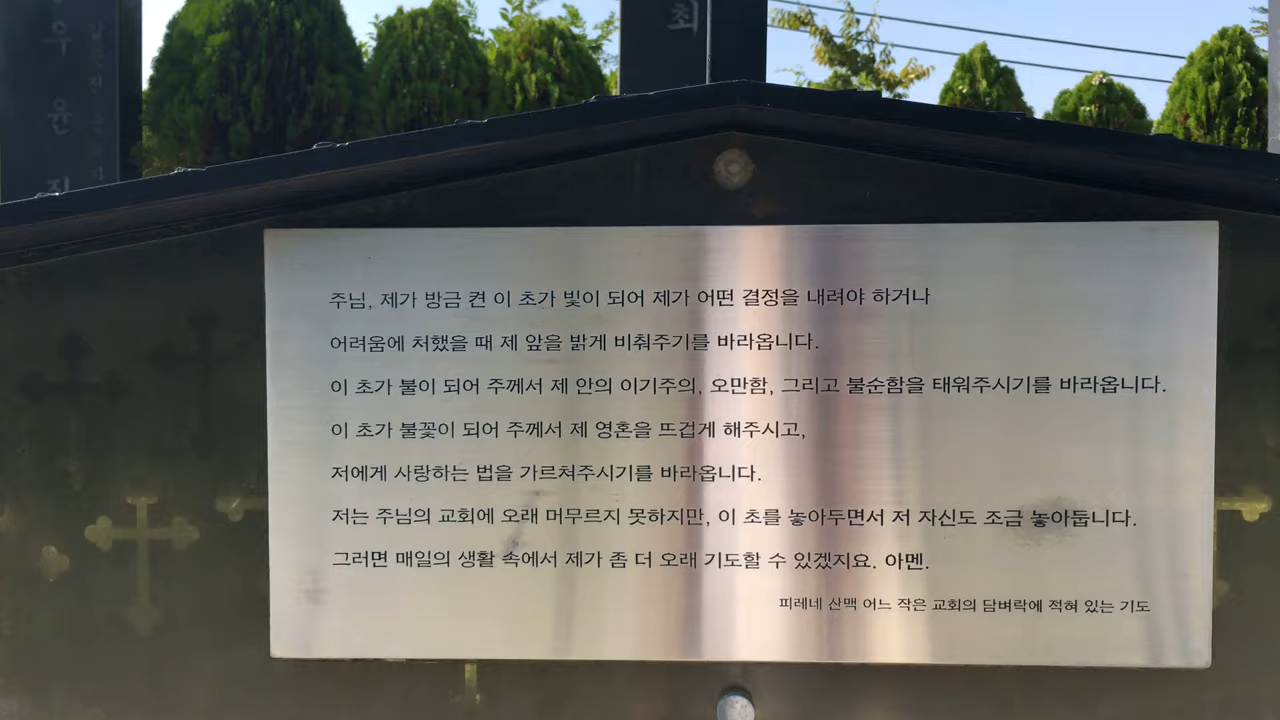 우
윤
최
주님, 제가 방금 켠 이 초가 빛이 되어 제가 어떤 결정을 내려야 하거나
어려움에 처했을 때 제 앞을 밝게 비춰주기를 바라옵니다.
이 초가 불이 되어 주께서 제 안의 이기주의, 오만함, 그리고 불순함을 태워주시기를 바라옵니다.
이 초가 불꽃이 되어 주께서 제 영혼을 뜨겁게 해주시고,
저에게 사랑하는 법을 가르쳐주시기를 바라옵니다.
저는 주님의 교회에 오래 머무르지 못하지만, 이 초를 놓아두면서 저 자신도 조금 놓아둡니다.
그러면 매일의 생활 속에서 제가 좀 더 오래 기도할 수 있겠지요. 아멘.
피레네 산맥 어느 작은 교회의 담벼락에 적혀 있는 기도